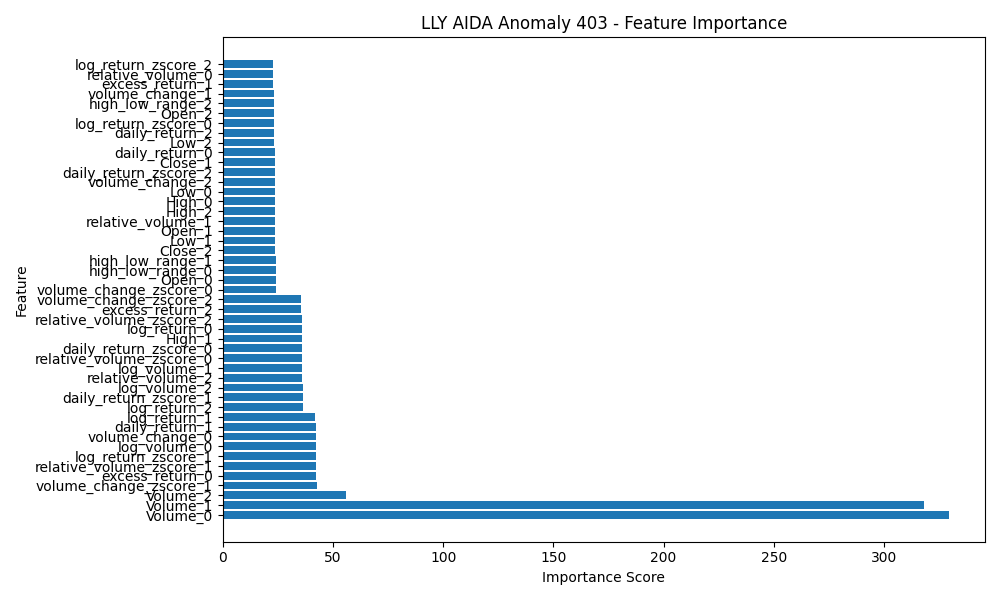 LLY AIDA Anomaly 403 - Feature Importance
Feature
log_return_zscore_2
relative_volume_0
excess_return_1
volume_change_1
high_low_range_2
Open_2
log_return_zscore_0
daily_return_2
Low_2
daily_return_0
Close_1
daily_return_zscore_2
volume_change_2
Low_0
High_0
High_2
relative_volume_1
Open_1
Low_1
Close_2
high_low_range_1
high_low_range_0
Open_0
volume_change_zscore_0
volume_change_zscore_2
excess_return_2
relative_volume_zscore_2
log_return_0
High_1
daily_return_zscore_0
relative_volume_zscore_0
log_volume_1
relative_volume_2
log_volume_2
daily_return_zscore_1
log_return_2
log_return_1
daily_return_1
volume_change_0
log_volume_0
log_return_zscore_1
relative_volume_zscore_1
excess_return_0
volume_change_zscore_1
Volume_2
Volume_1
Volume_0
0 50 100 150 200 250 300
Importance Score